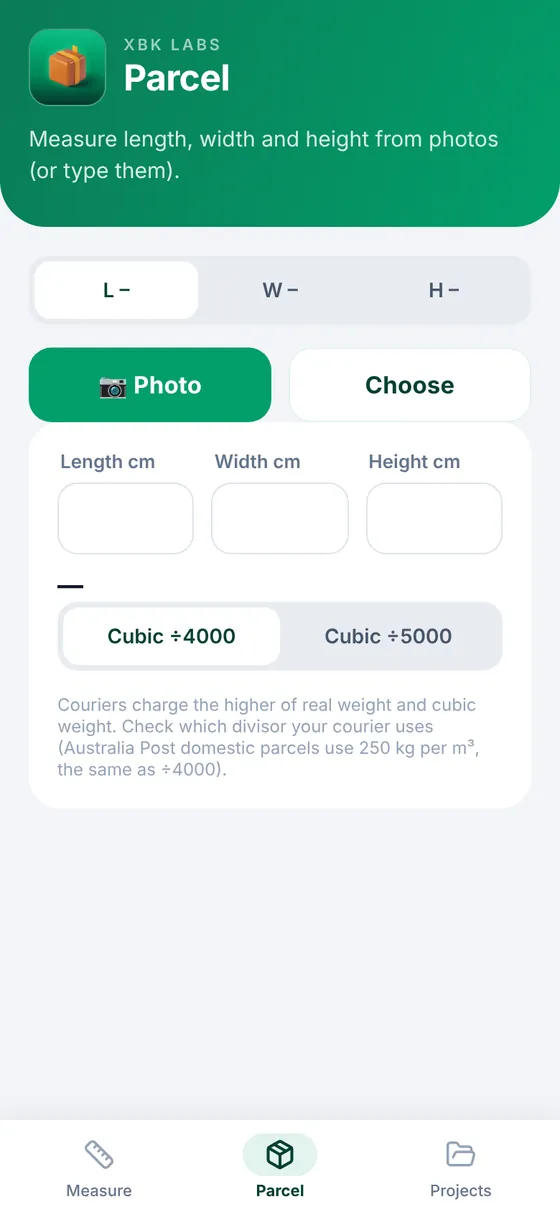 XBK LABS
Parcel
Measure length, width and height from photos
(or type them).
L – W – H –
📷 Photo Choose
Length cm Width cm Height cm
—
Cubic ÷4000 Cubic ÷5000
Couriers charge the higher of real weight and cubic
weight. Check which divisor your courier uses
(Australia Post domestic parcels use 250 kg per m³,
the same as ÷4000).
Measure Parcel Projects